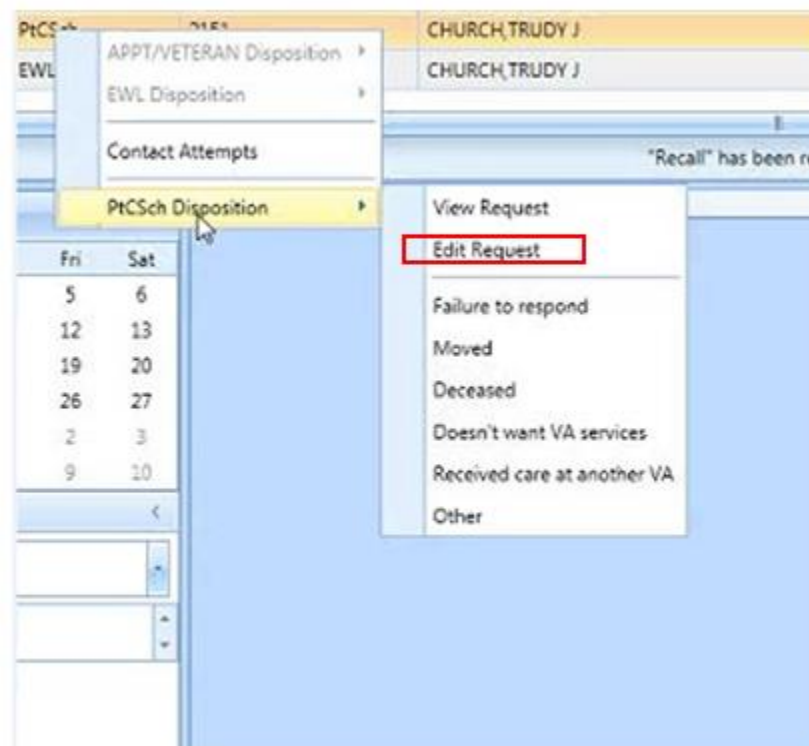 PtCSch 2151 CHURCH,TRUDY J
EWL CHURCH,TRUDY J
APPT/VETERAN Disposition
EWL Disposition
Contact Attempts
PtCSch Disposition
"Recall" has been r
View Request
Edit Request
Failure to respond
Moved
Deceased
Doesn't want VA services
Received care at another VA
Other
Fri Sat
5 6
12 13
19 20
26 27
2 3
9 10